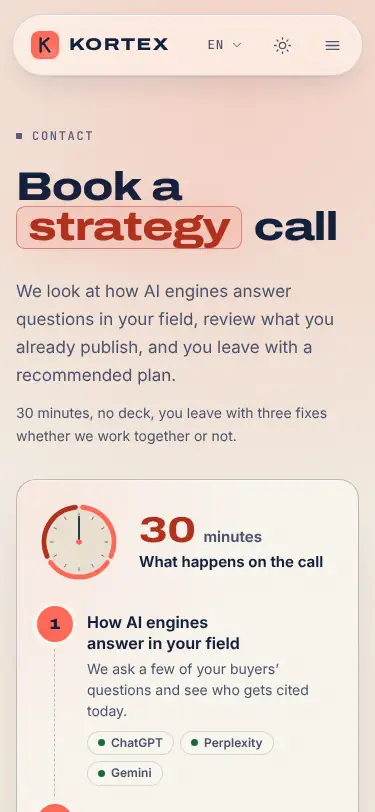 K KORTEX EN
CONTACT
Book a
strategy call
We look at how AI engines answer
questions in your field, review what you
already publish, and you leave with a
recommended plan.
30 minutes, no deck, you leave with three fixes
whether we work together or not.
30 minutes
What happens on the call
1 How AI engines
answer in your field
We ask a few of your buyers’
questions and see who gets cited
today.
ChatGPT Perplexity
Gemini